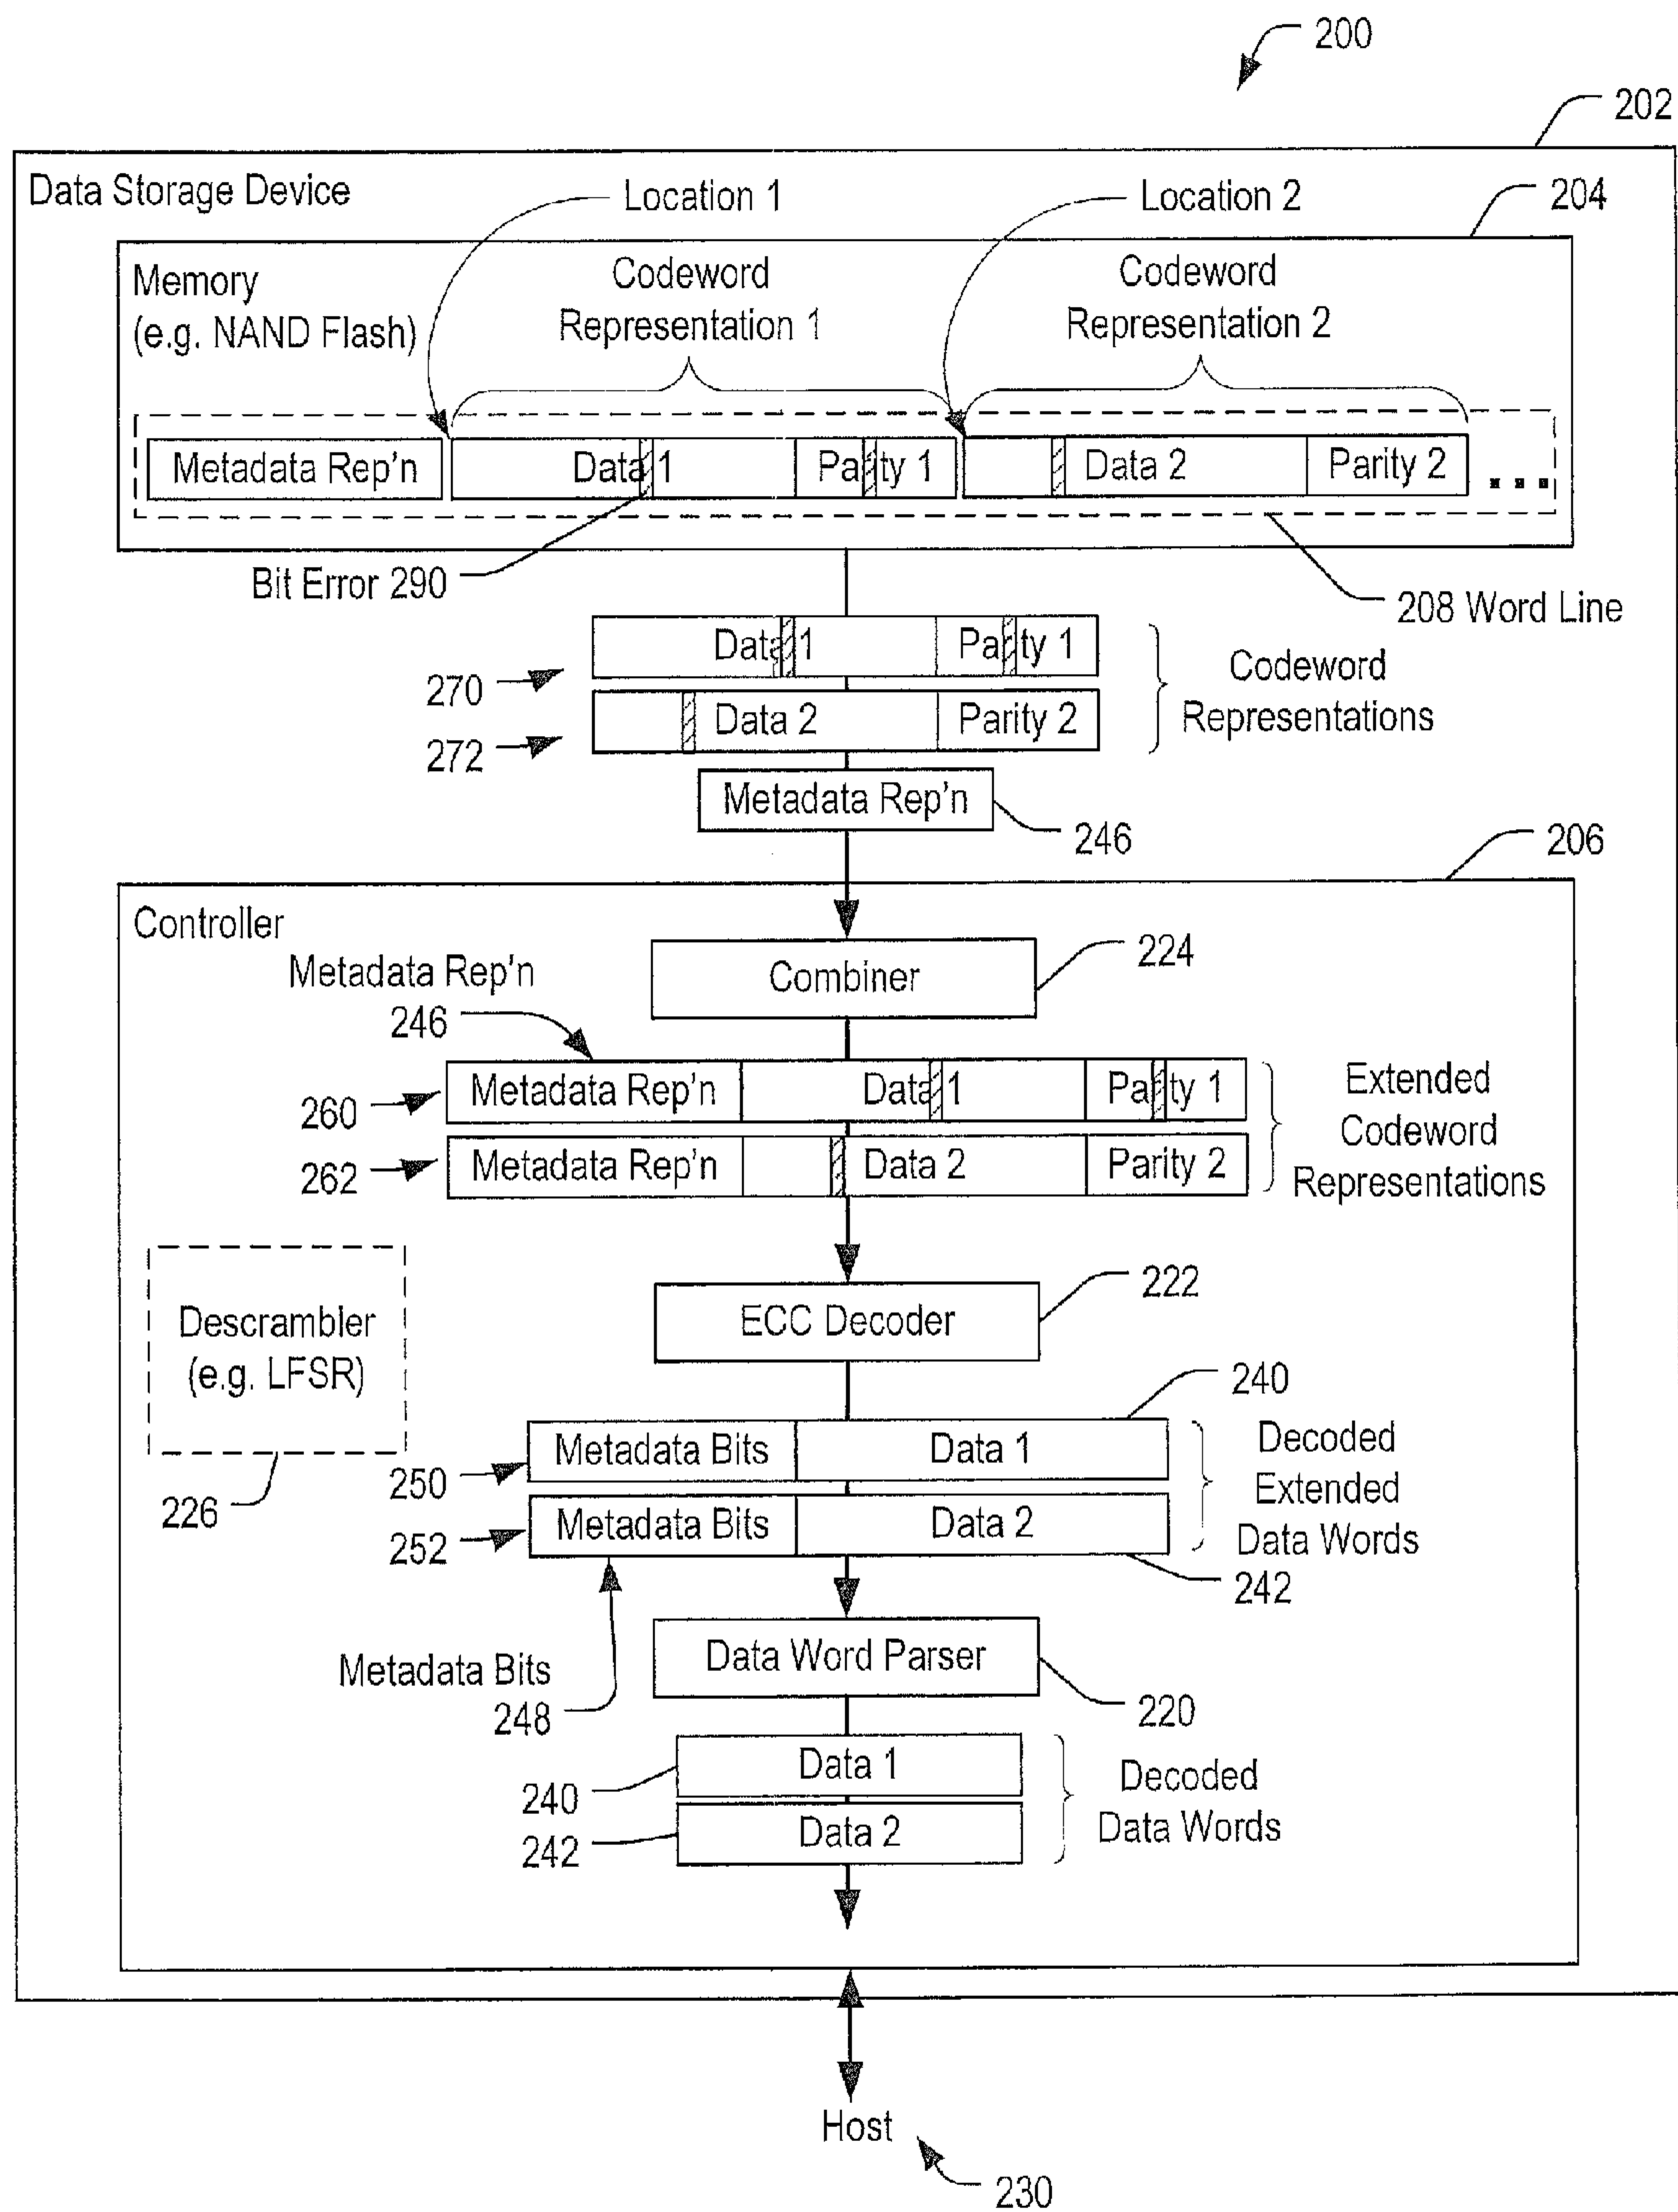 200
202
Data Storage Device
Location 1
Location 2
204
Memory
(e.g. NAND Flash)
Codeword
Representation 1
Codeword
Representation 2
Metadata Rep'n
Data 1
Parity 1
Data 2
Parity 2
...
Bit Error 290
208 Word Line
Data 1
Parity 1
270
Data 2
Parity 2
272
Codeword
Representations
Metadata Rep'n
246
206
Controller
Combiner
224
Metadata Rep'n
246
Metadata Rep'n
Data 1
Parity 1
260
Metadata Rep'n
Data 2
Parity 2
262
Extended
Codeword
Representations
Descrambler
(e.g. LFSR)
226
ECC Decoder
222
240
Metadata Bits
Data 1
250
Metadata Bits
Data 2
252
Decoded
Extended
Data Words
242
Metadata Bits
248
Data Word Parser
220
Data 1
240
Data 2
242
Decoded
Data Words
Host
230